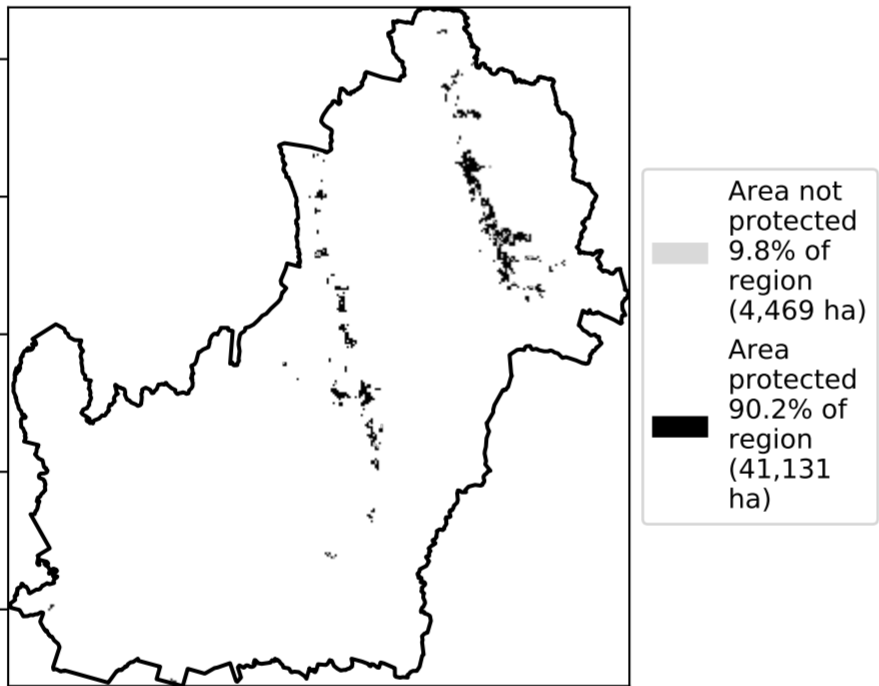 Area not
protected
9.8% of
region
(4,469 ha)
Area
protected
90.2% of
region
(41,131
ha)